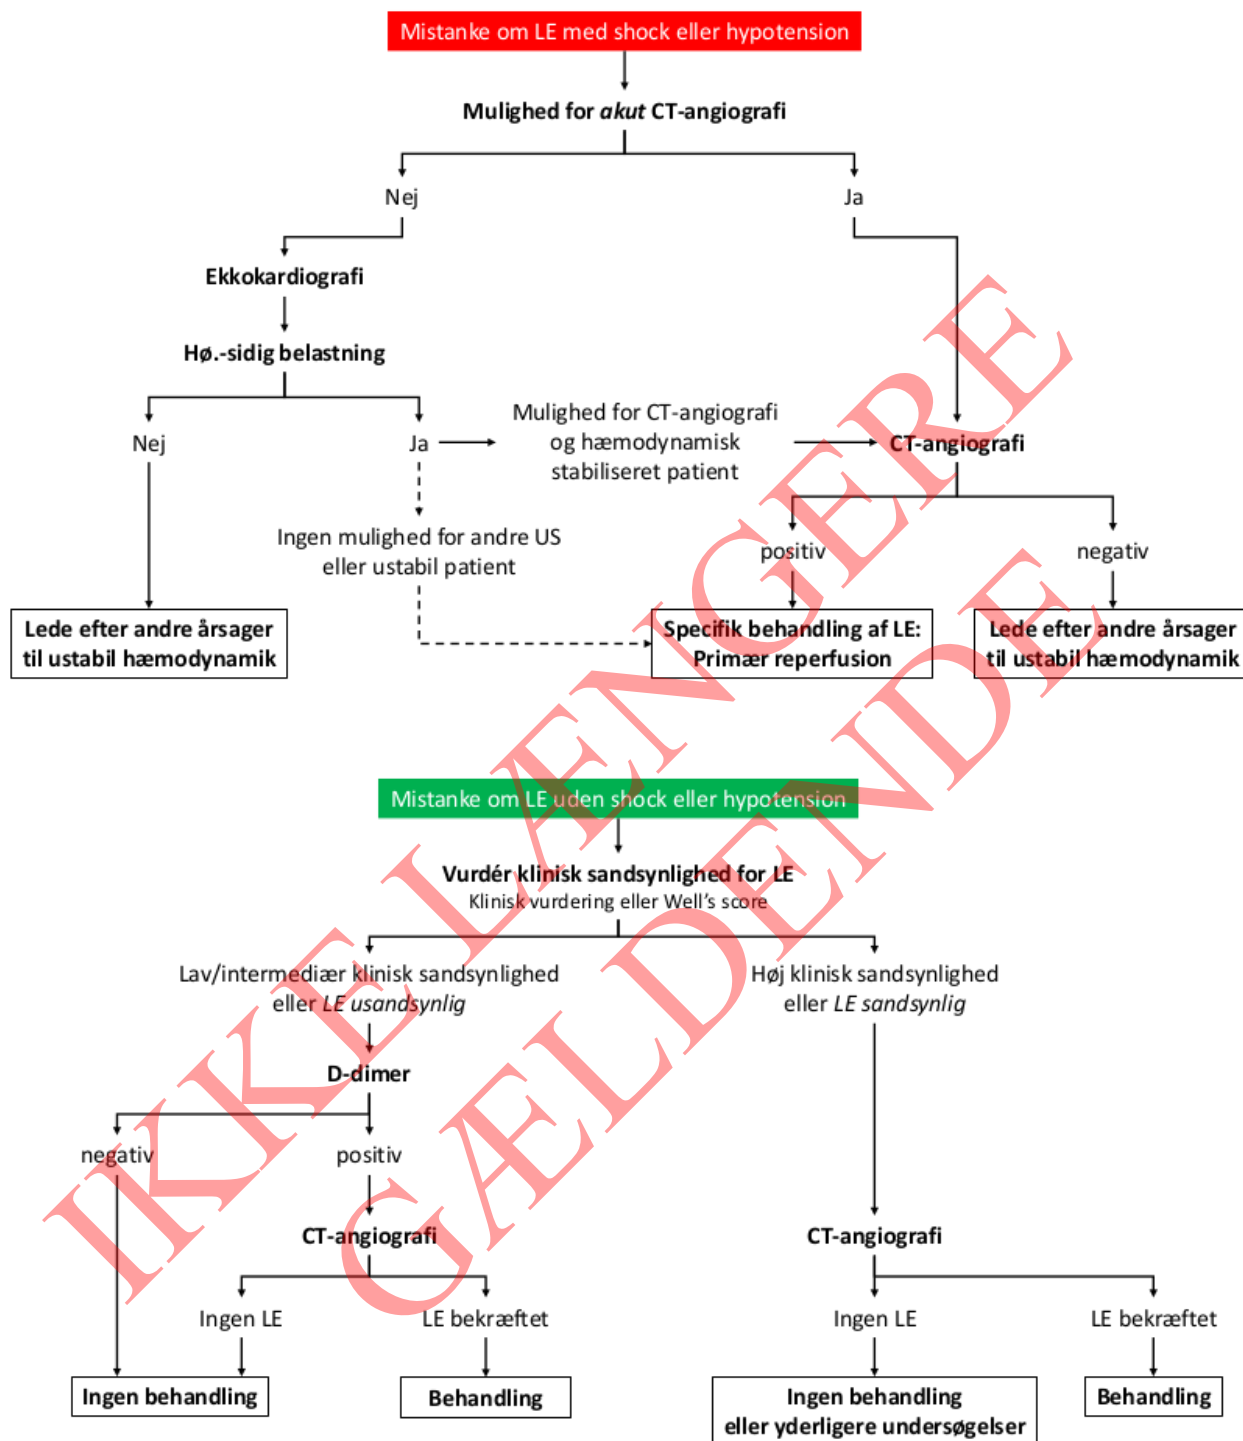 Mistanke om LE med shock eller hypotension
Mulighed for akut CT-angiografi
Nej
Ja
Ekkokardiografi
Hø.-sidig belastning
Nej
Ja
Mulighed for CT-angiografi
og hæmodynamisk
stabiliseret patient
CT-angiografi
Ingen mulighed for andre US
eller ustabil patient
positiv
negativ
Lede efter andre årsager
til ustabil hæmodynamik
Specifik behandling af LE:
Primær reperfusion
Lede efter andre årsager
til ustabil hæmodynamik
Mistanke om LE uden shock eller hypotension
Vurdér klinisk sandsynlighed for LE
Klinisk vurdering eller Well's score
Lav/intermediær klinisk sandsynlighed
eller LE usandsynlig
Høj klinisk sandsynlighed
eller LE sandsynlig
D-dimer
negativ
positiv
CT-angiografi
CT-angiografi
Ingen LE
LE bekræftet
Ingen LE
LE bekræftet
Ingen behandling
Behandling
Ingen behandling
eller yderligere undersøgelser
Behandling
IKKE LÆNGERE
GÆLDENDE